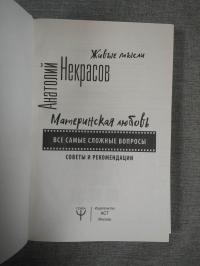 Живые мысли
Анатолий
Некрасов
Материнская любовь
ВСЕ САМЫЕ СЛОЖНЫЕ ВОПРОСЫ
СОВЕТЫ И РЕКОМЕНДАЦИИ
Издательство
АСТ
Москва